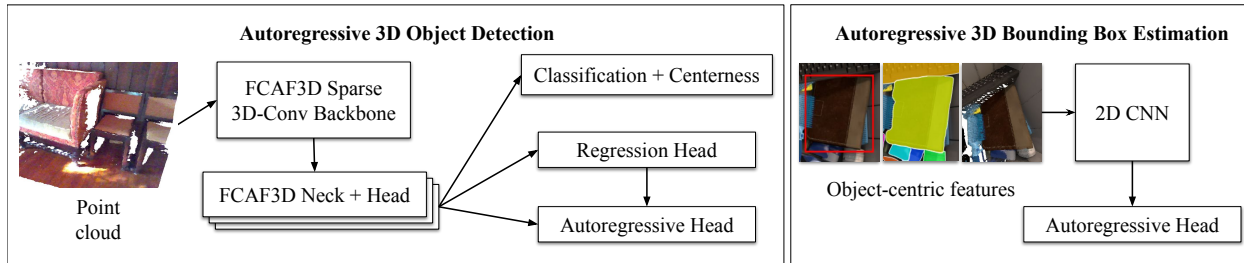 Autoregressive 3D Object Detection
FCAF3D Sparse
3D-Conv Backbone
Classification + Centerness
Regression Head
FCAF3D Neck + Head
Autoregressive Head
Point
cloud
Autoregressive 3D Bounding Box Estimation
2D CNN
Object-centric features
Autoregressive Head